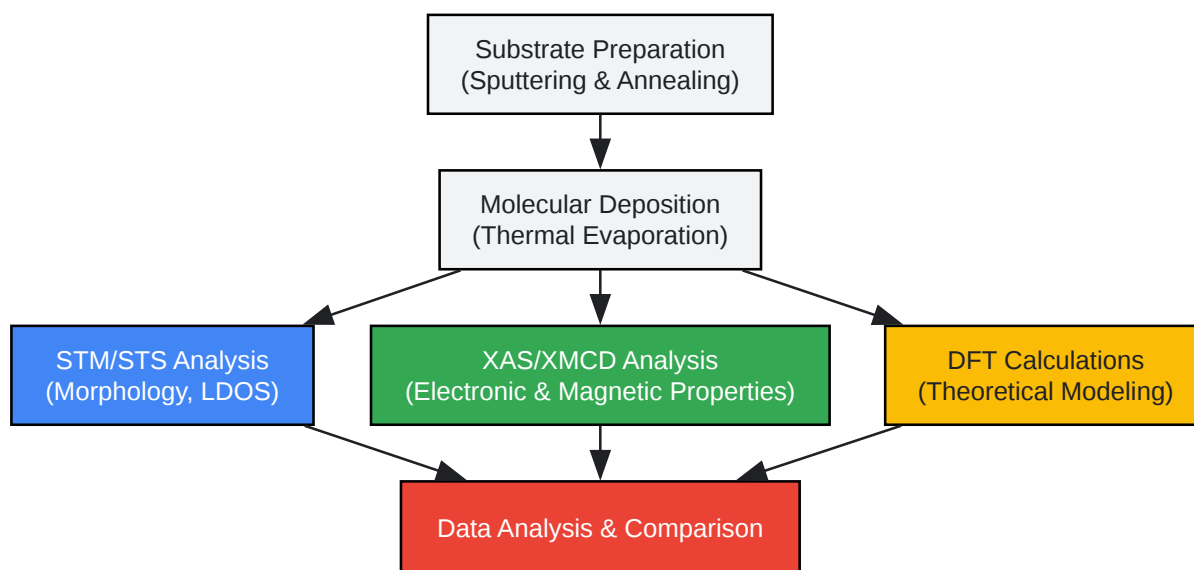 Substrate Preparation
(Sputtering & Annealing)
Molecular Deposition
(Thermal Evaporation)
STM/STS Analysis
(Morphology, LDOS)
XAS/XMCD Analysis
(Electronic & Magnetic Properties)
DFT Calculations
(Theoretical Modeling)
Data Analysis & Comparison